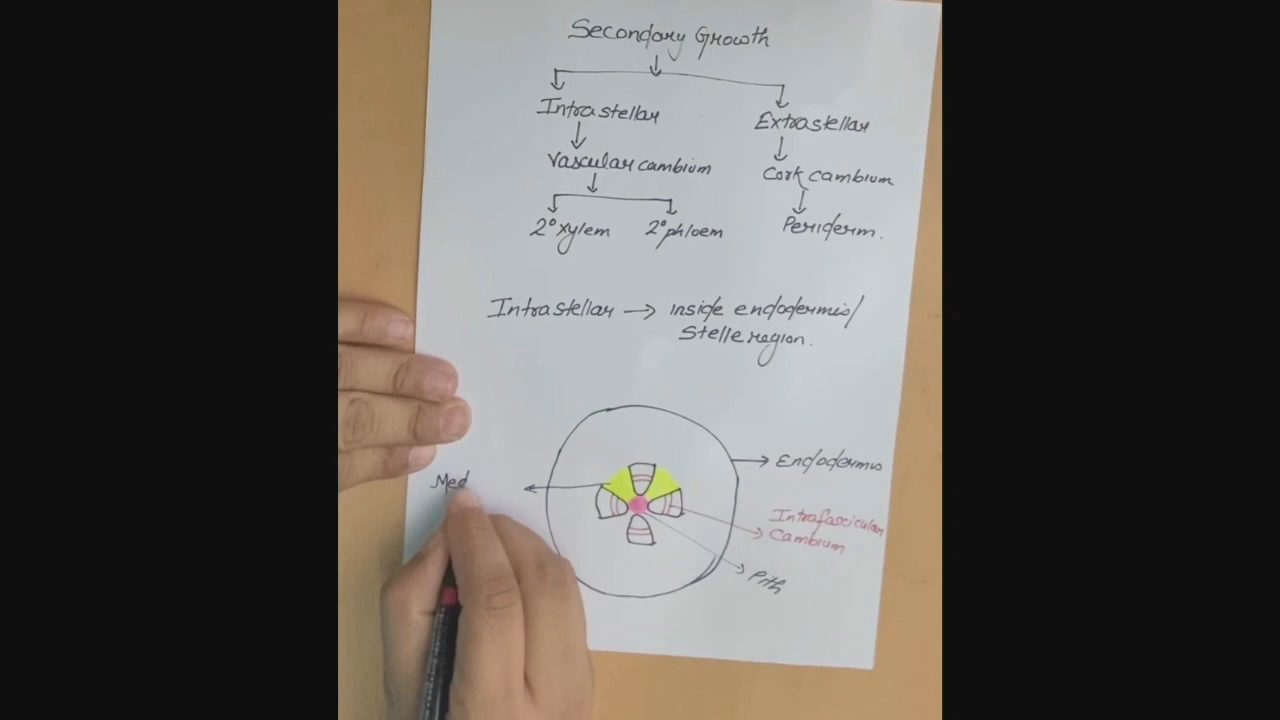 Secondary Growth
Intrastellar
Extrastellar
Vascular cambium
Cork cambium
2° xylem
2° phloem
Periderm.
Intrastellar → inside endodermis/
Stelle region.
Endodermis
Med
Intrafascicular
Cambium
Pith